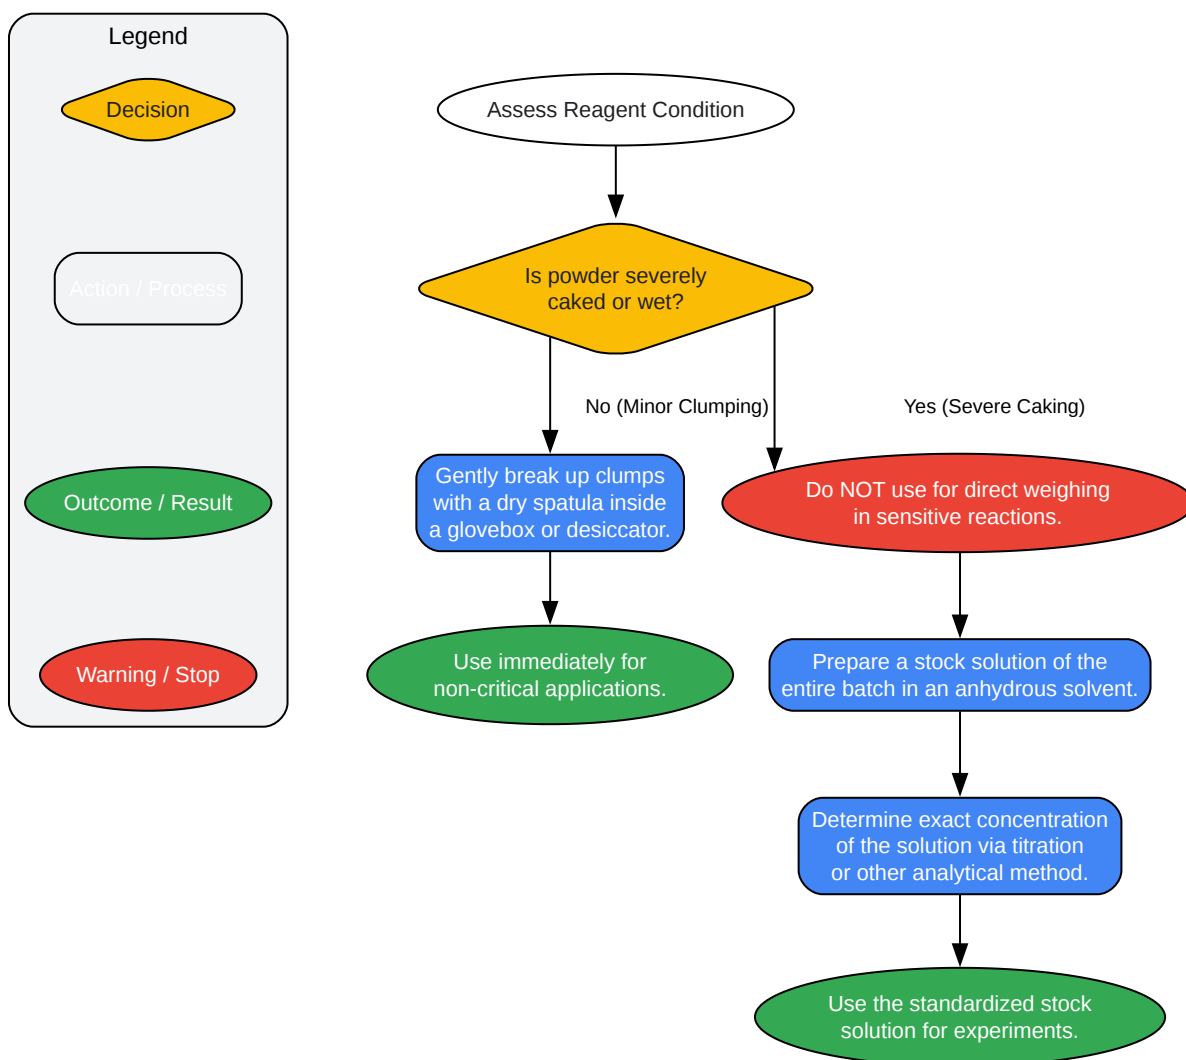 Legend
Decision
Action / Process
Outcome / Result
Warning / Stop
Assess Reagent Condition
Is powder severely
caked or wet?
No (Minor Clumping)
Yes (Severe Caking)
Gently break up clumps
with a dry spatula inside
a glovebox or desiccator.
Do NOT use for direct weighing
in sensitive reactions.
Use immediately for
non-critical applications.
Prepare a stock solution of the
entire batch in an anhydrous solvent.
Determine exact concentration
of the solution via titration
or other analytical method.
Use the standardized stock
solution for experiments.